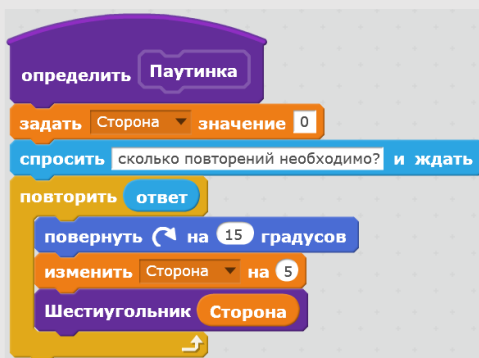 определить Паутинка
задать Сторона значение 0
спросить сколько повторений необходимо? и ждать
повторить ответ
повернуть на 15 градусов
изменить Сторона на 5
Шестиугольник Сторона